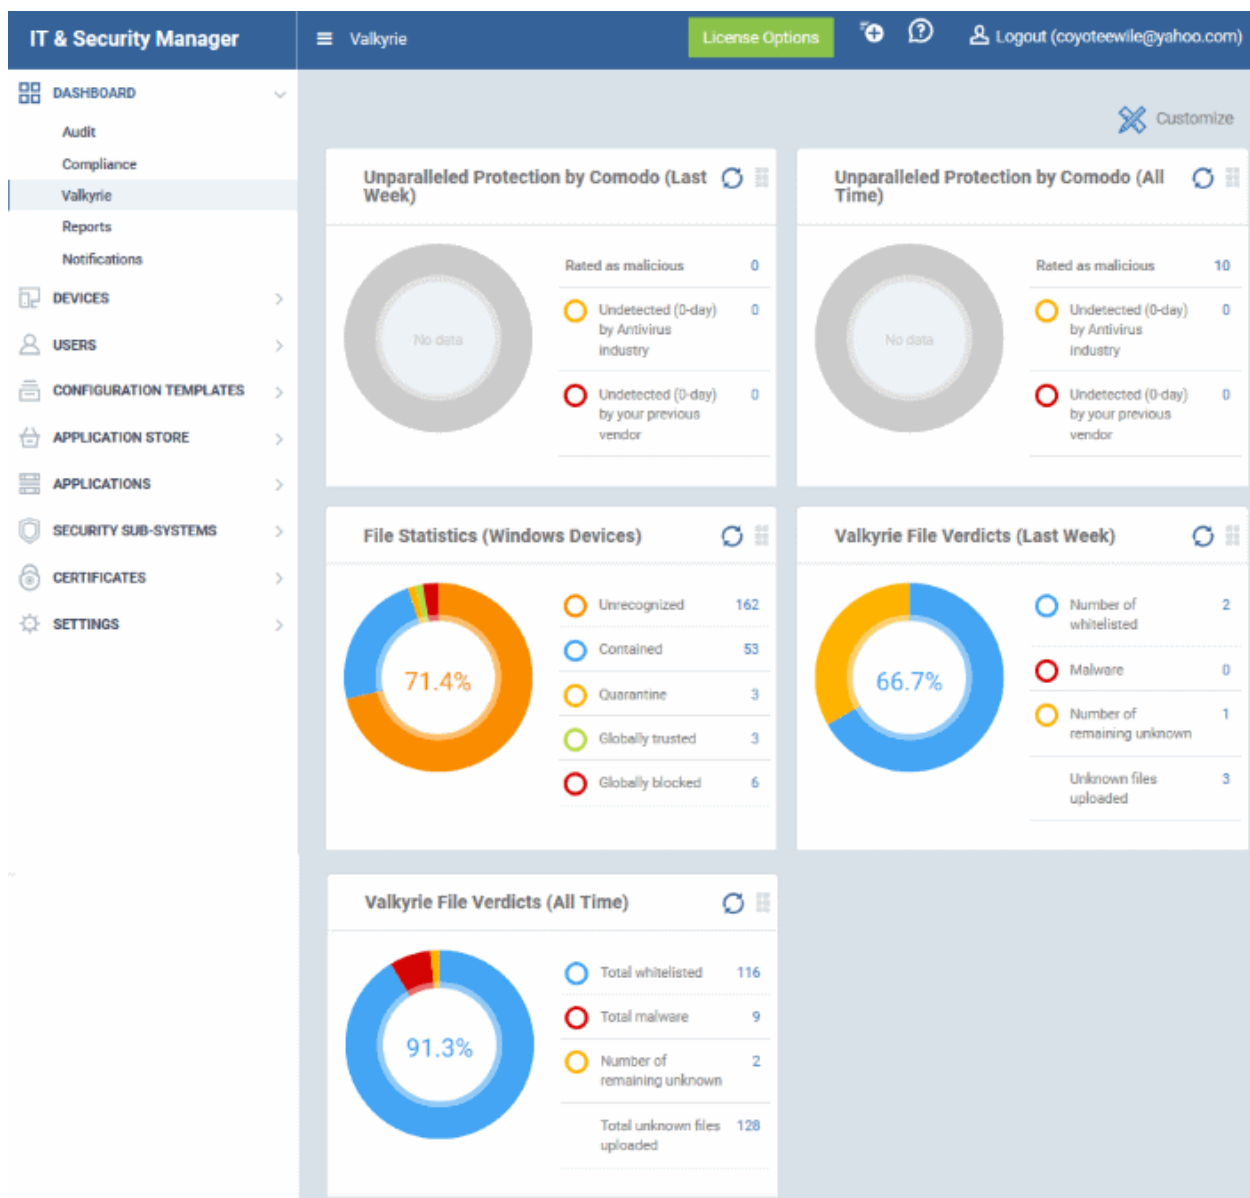 IT & Security Manager
Valkyrie
License Options
Logout (coyoteewile@yahoo.com)
DASHBOARD
Audit
Compliance
Valkyrie
Reports
Notifications
DEVICES
USERS
CONFIGURATION TEMPLATES
APPLICATION STORE
APPLICATIONS
SECURITY SUB-SYSTEMS
CERTIFICATES
SETTINGS
Customize
Unparalleled Protection by Comodo (Last
Week)
No data
Rated as malicious 0
Undetected (0-day) 0
by Antivirus
industry
Undetected (0-day) 0
by your previous
vendor
Unparalleled Protection by Comodo (All
Time)
No data
Rated as malicious 10
Undetected (0-day) 0
by Antivirus
industry
Undetected (0-day) 0
by your previous
vendor
File Statistics (Windows Devices)
71.4%
Unrecognized 162
Contained 53
Quarantine 3
Globally trusted 3
Globally blocked 6
Valkyrie File Verdicts (Last Week)
66.7%
Number of 2
whitelisted
Malware 0
Number of 1
remaining unknown
Unknown files 3
uploaded
Valkyrie File Verdicts (All Time)
91.3%
Total whitelisted 116
Total malware 9
Number of 2
remaining unknown
Total unknown files 128
uploaded